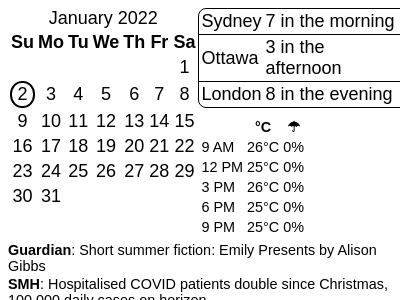 January 2022
Su Mo Tu We Th Fr Sa
1
2 3 4 5 6 7 8
9 10 11 12 13 14 15
16 17 18 19 20 21 22
23 24 25 26 27 28 29
30 31
Sydney 7 in the morning
Ottawa 3 in the
afternoon
London 8 in the evening
°C ☂
9 AM 26°C 0%
12 PM 25°C 0%
3 PM 26°C 0%
6 PM 25°C 0%
9 PM 25°C 0%
Guardian: Short summer fiction: Emily Presents by Alison
Gibbs
SMH: Hospitalised COVID patients double since Christmas,
100,000 daily cases on horizon